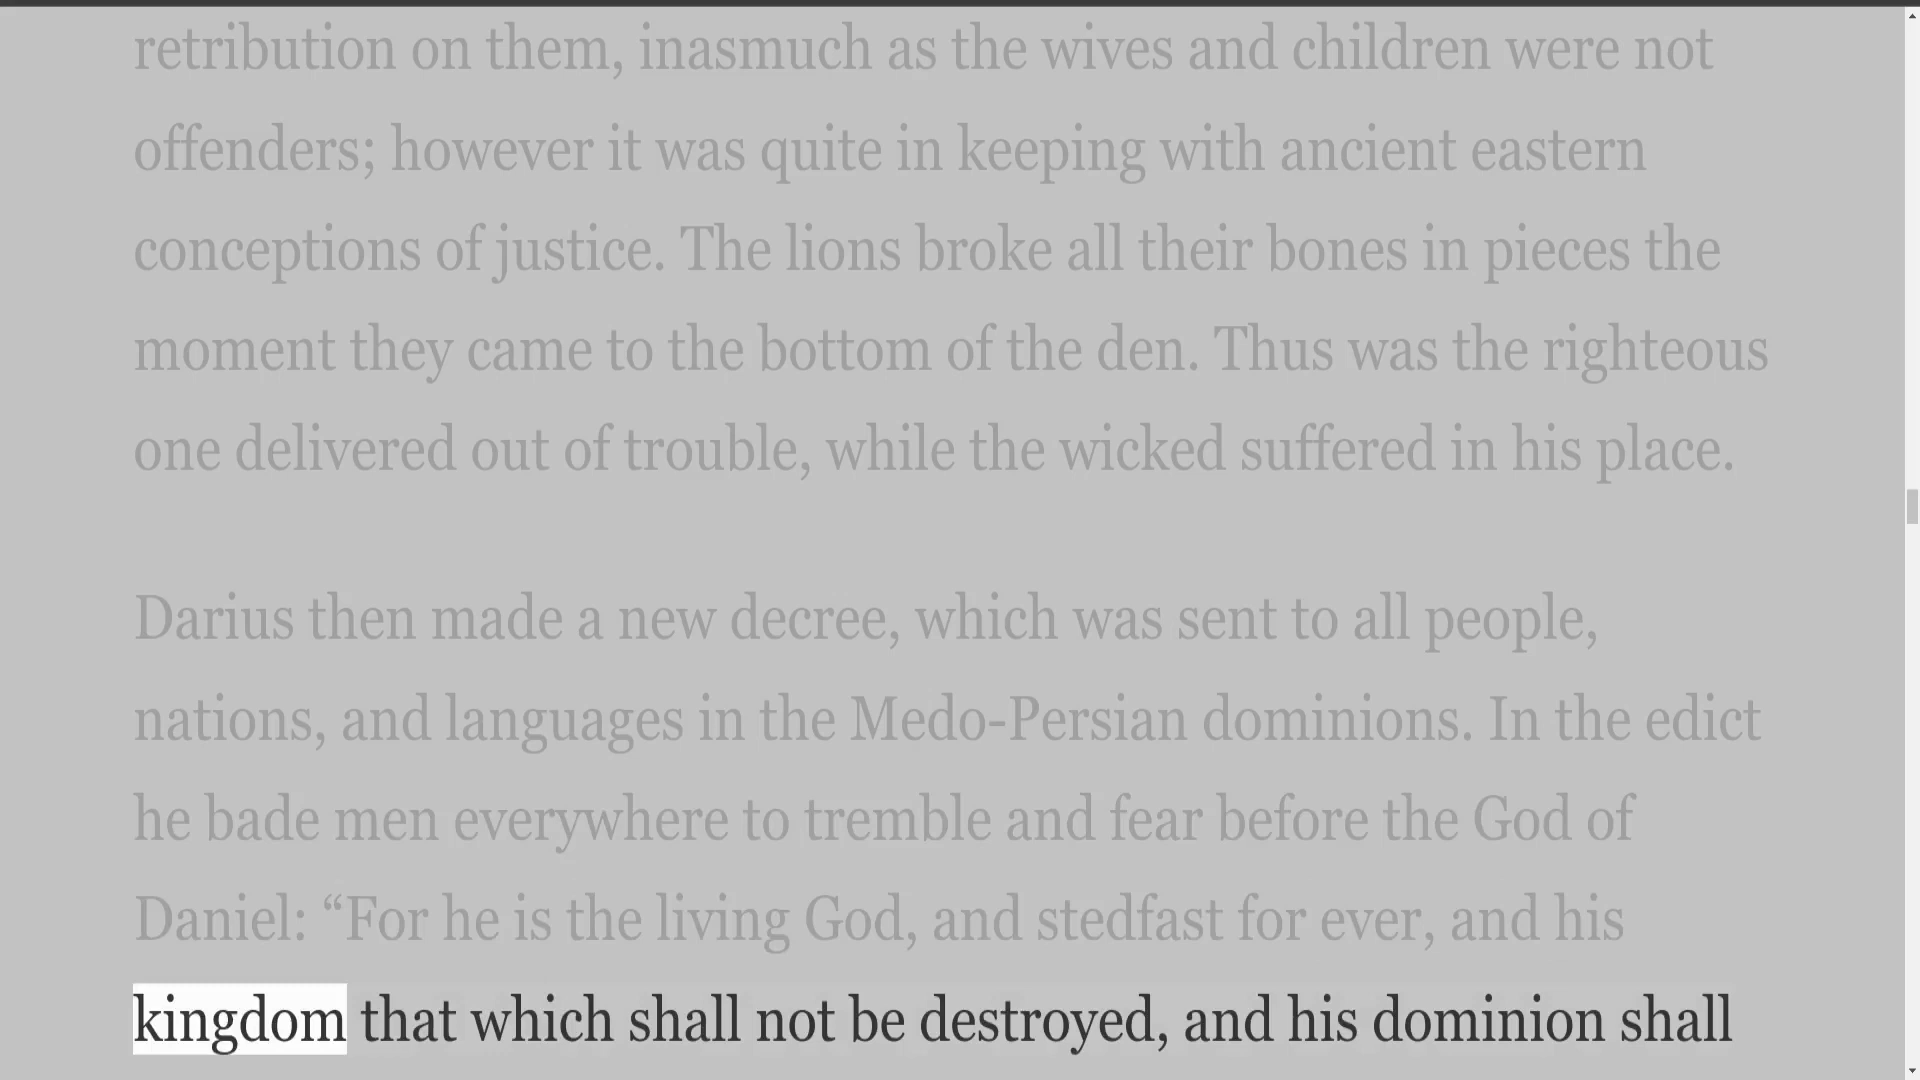 retribution on them, inasmuch as the wives and children were not
offenders; however it was quite in keeping with ancient eastern
conceptions of justice. The lions broke all their bones in pieces the
moment they came to the bottom of the den. Thus was the righteous
one delivered out of trouble, while the wicked suffered in his place.
Darius then made a new decree, which was sent to all people,
nations, and languages in the Medo-Persian dominions. In the edict
he bade men everywhere to tremble and fear before the God of
Daniel: “For he is the living God, and stedfast for ever, and his
kingdom that which shall not be destroyed, and his dominion shall